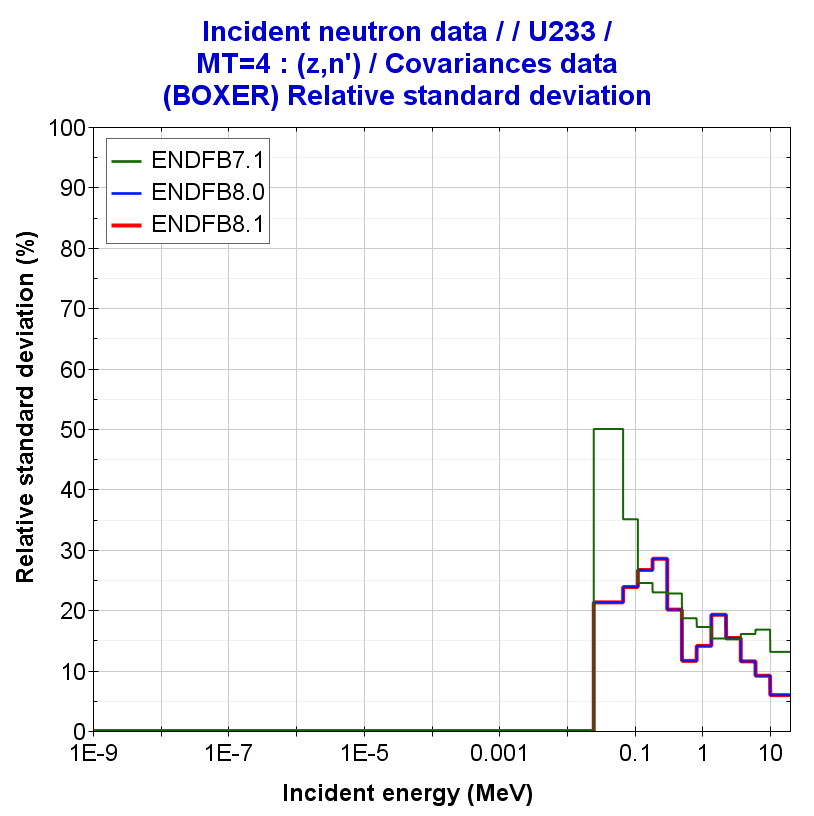 Incident neutron data / / U233 /
MT=4 : (z,n') / Covariances data
(BOXER) Relative standard deviation
100
90
80
70
60
50
40
30
20
10
0
ENDFB7.1
ENDFB8.0
ENDFB8.1
Relative standard deviation (%)
1E-9 1E-7 1E-5 0.001 0.1 1 10
Incident energy (MeV)